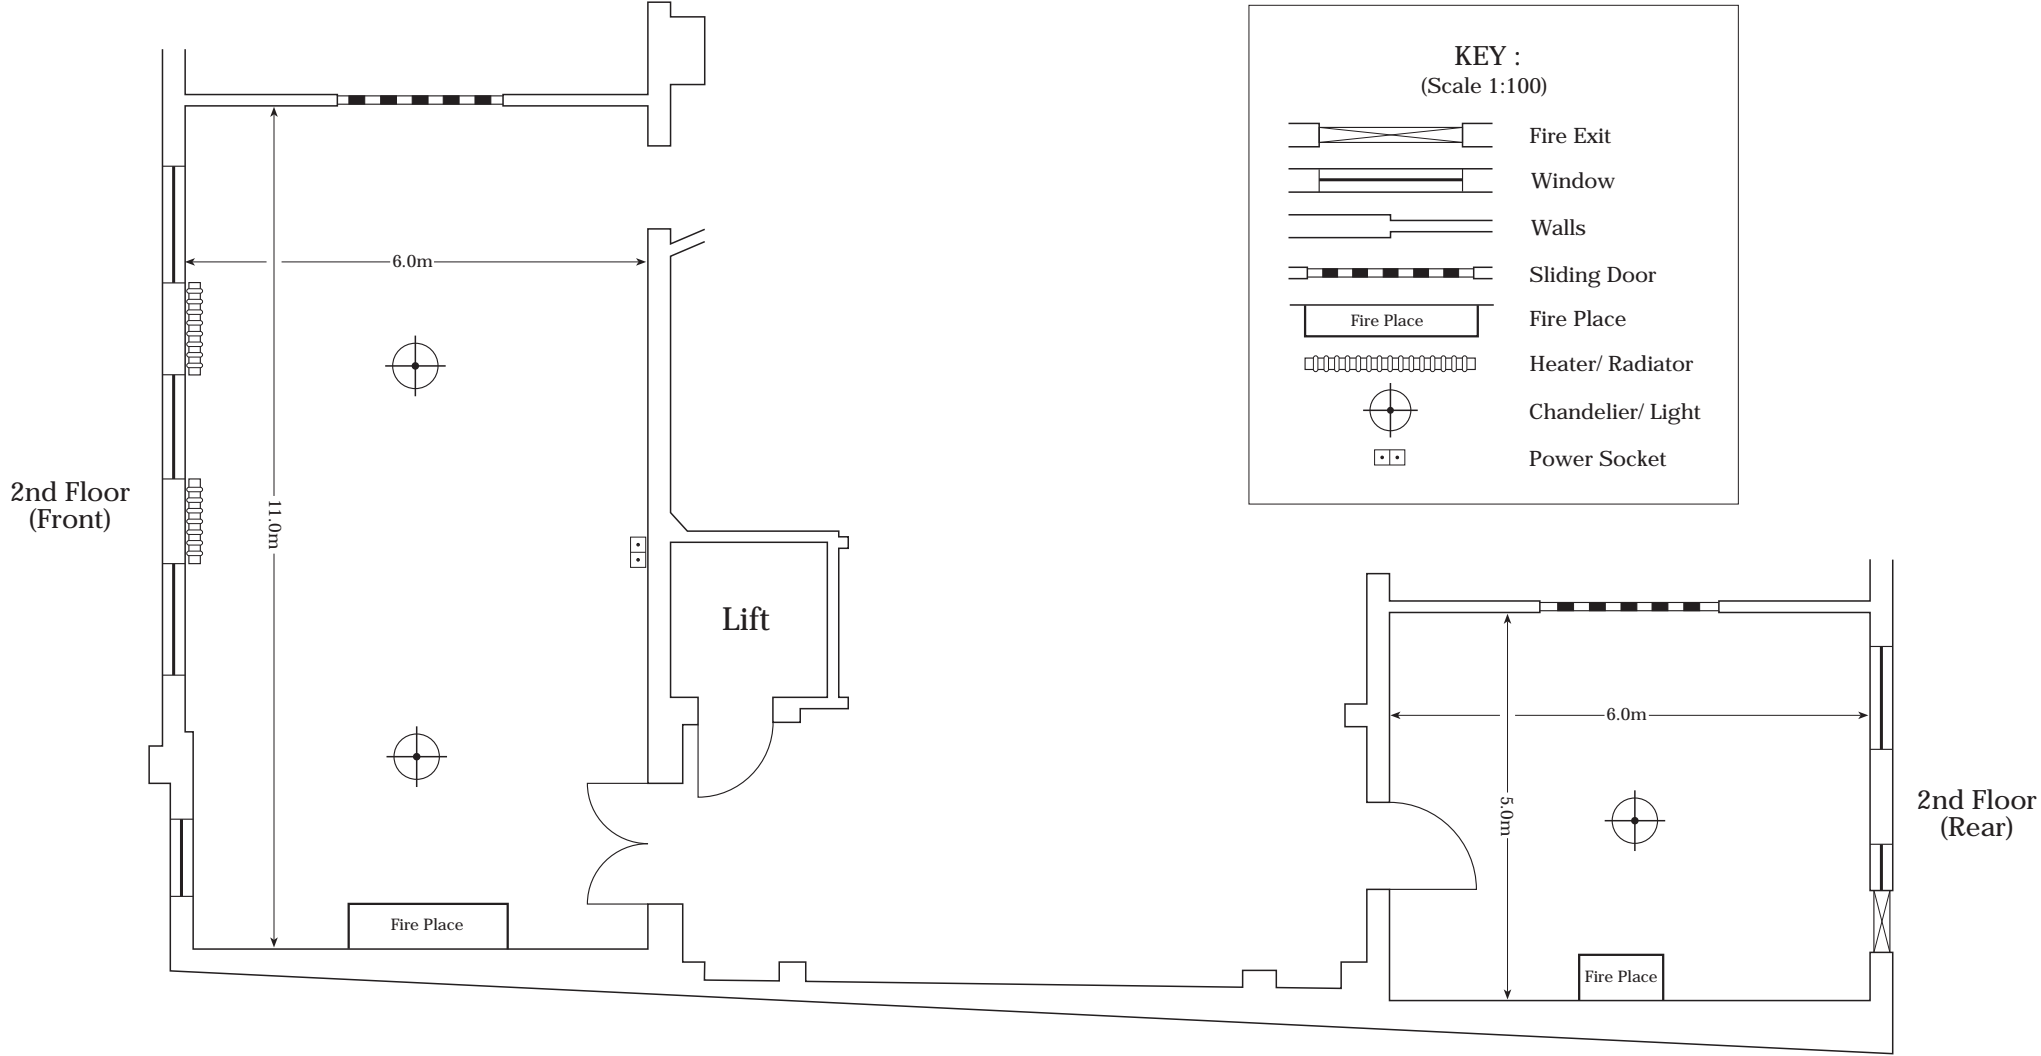 KEY :
(Scale 1:100)
Fire Exit
Window
Walls
Sliding Door
Fire Place
Fire Place
Heater/ Radiator
Chandelier/ Light
Power Socket
2nd Floor
(Front)
6.0m
11.0m
Fire Place
Lift
6.0m
5.0m
Fire Place
2nd Floor
(Rear)